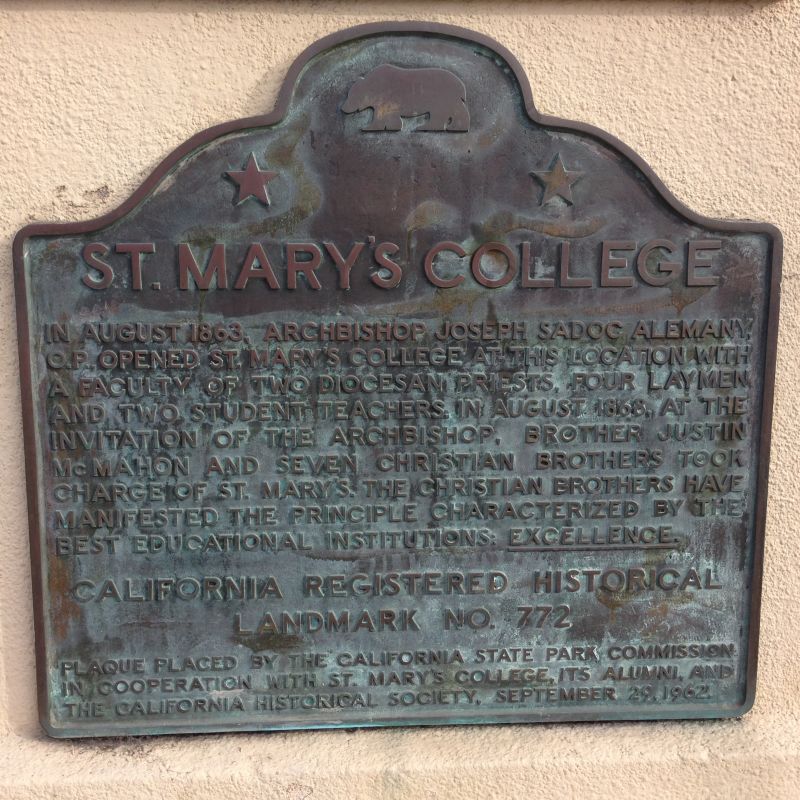 ST. MARY'S COLLEGE
IN AUGUST 1863, ARCHBISHOP JOSEPH SADOC ALEMANY,
O.P. OPENED ST. MARY'S COLLEGE AT THIS LOCATION WITH
A FACULTY OF TWO DIOCESAN PRIESTS, FOUR LAYMEN
AND TWO STUDENT TEACHERS. IN AUGUST 1868, AT THE
INVITATION OF THE ARCHBISHOP, BROTHER JUSTIN
McMAHON AND SEVEN CHRISTIAN BROTHERS TOOK
CHARGE OF ST. MARY'S. THE CHRISTIAN BROTHERS HAVE
MANIFESTED THE PRINCIPLE CHARACTERIZED BY THE
BEST EDUCATIONAL INSTITUTIONS: EXCELLENCE.
CALIFORNIA REGISTERED HISTORICAL
LANDMARK NO. 772
PLAQUE PLACED BY THE CALIFORNIA STATE PARK COMMISSION
IN COOPERATION WITH ST. MARY'S COLLEGE, ITS ALUMNI, AND
THE CALIFORNIA HISTORICAL SOCIETY, SEPTEMBER 29, 1962.